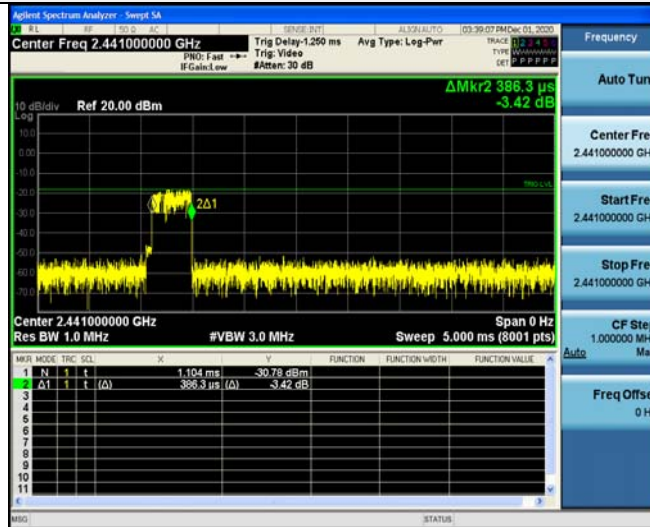 Agilent Spectrum Analyzer - Swept SA
RL RF 50 Ω AC SENSE:INT ALIGN AUTO 03:39:07 PM Dec 01, 2020
Center Freq 2.441000000 GHz
PNO: Fast
IFGain:Low
Trig Delay-1.250 ms
Trig: Video
#Atten: 30 dB
Avg Type: Log-Pwr
TRACE 1 2 3 4 5 6
TYPE
DET P P P P P P
ΔMkr2 386.3 µs
-3.42 dB
10 dB/div Ref 20.00 dBm
Log
10.0
0.00
-10.0
-20.0
-30.0
-40.0
-50.0
-60.0
-70.0
TRIG LVL
2Δ1
Center 2.441000000 GHz Span 0 Hz
Res BW 1.0 MHz #VBW 3.0 MHz Sweep 5.000 ms (8001 pts)
MKR MODE TRC SCL X Y FUNCTION FUNCTION WIDTH FUNCTION VALUE
1 N 1 t 1.104 ms -30.78 dBm
2 Δ1 1 t (Δ) 386.3 µs (Δ) -3.42 dB
3
4
5
6
7
8
9
10
11
MSG STATUS
Frequency
Auto Tun
Center Fre
2.441000000 GH
Start Fre
2.441000000 GH
Stop Fre
2.441000000 GH
CF Ste
1.000000 MH
Auto Ma
Freq Offse
0 H